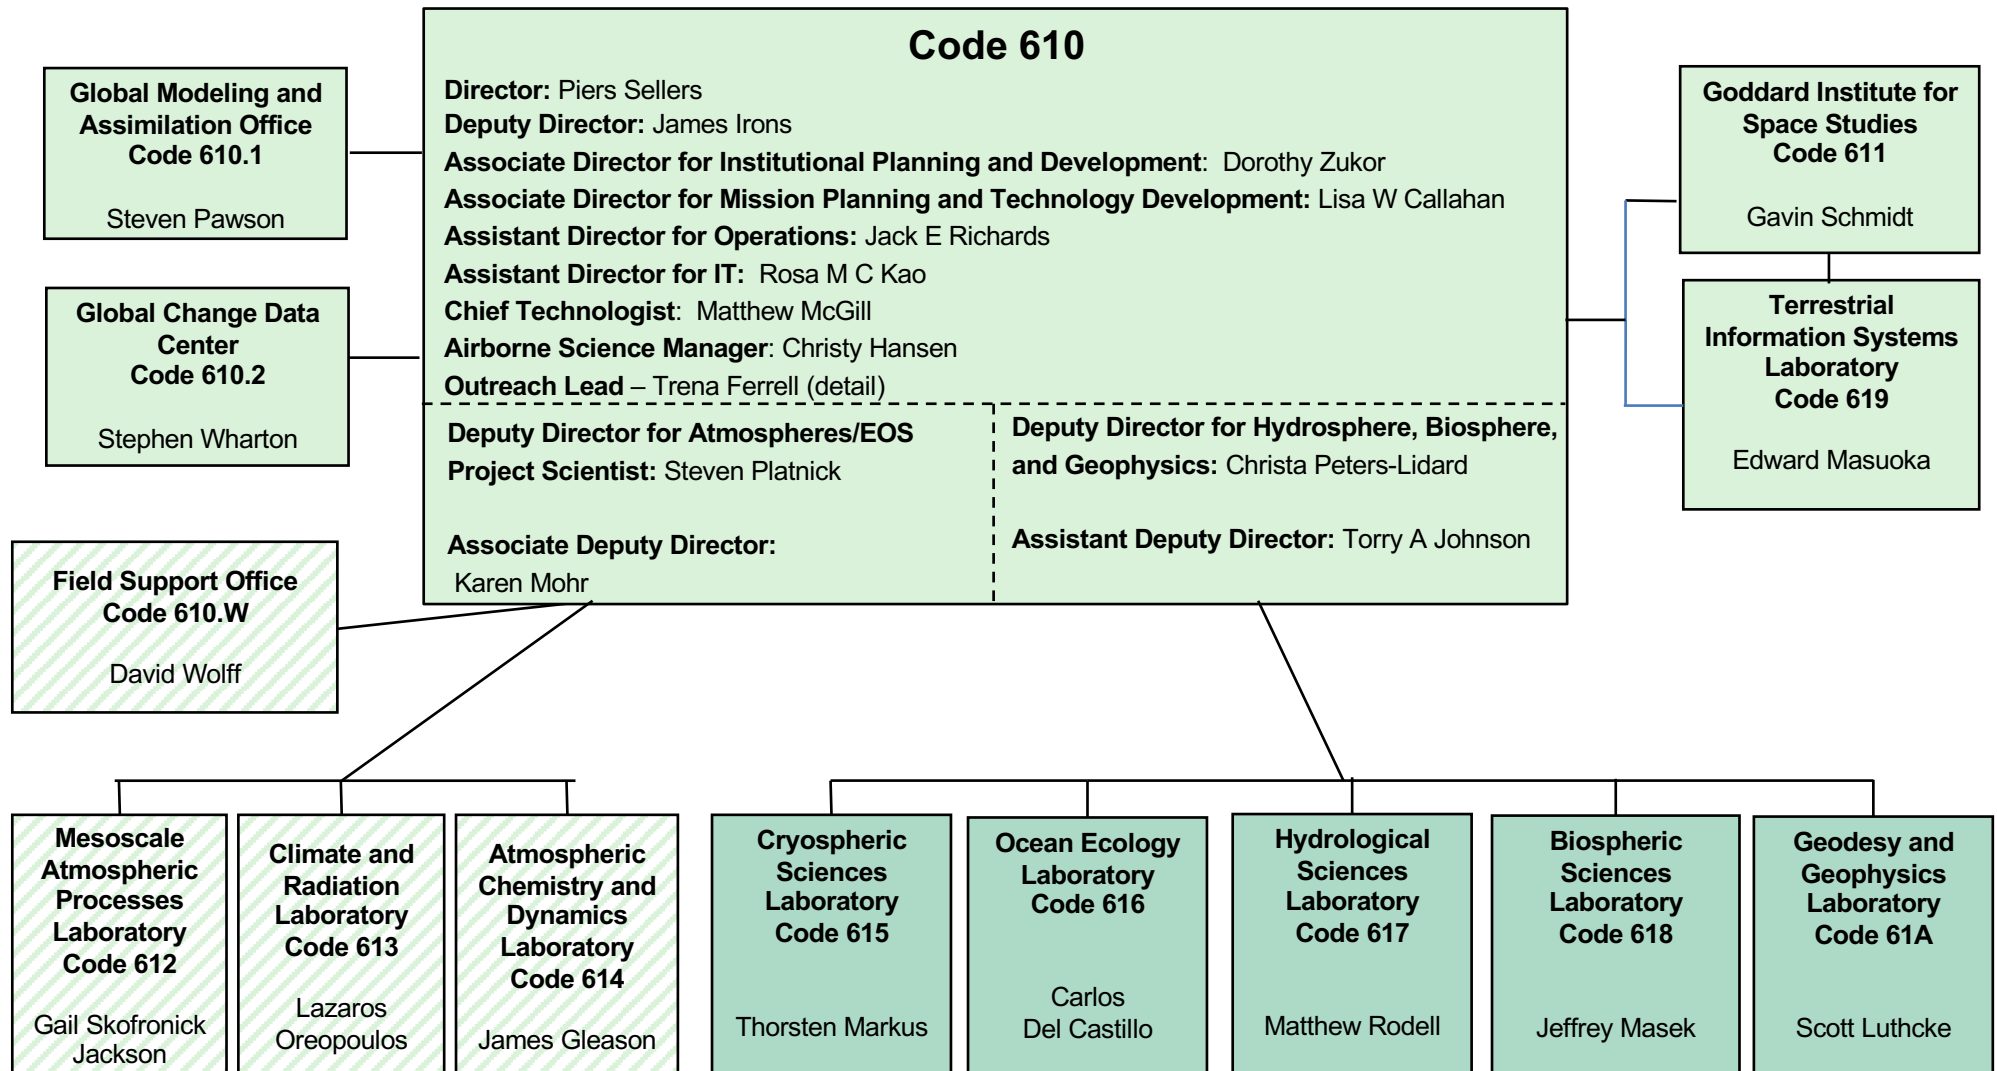 Code 610
Director: Piers Sellers
Deputy Director: James Irons
Associate Director for Institutional Planning and Development: Dorothy Zukor
Associate Director for Mission Planning and Technology Development: Lisa W Callahan
Assistant Director for Operations: Jack E Richards
Assistant Director for IT: Rosa M C Kao
Chief Technologist: Matthew McGill
Airborne Science Manager: Christy Hansen
Outreach Lead – Trena Ferrell (detail)
Deputy Director for Atmospheres/EOS
Project Scientist: Steven Platnick
Associate Deputy Director:
Karen Mohr
Deputy Director for Hydrosphere, Biosphere,
and Geophysics: Christa Peters-Lidard
Assistant Deputy Director: Torry A Johnson
Global Modeling and
Assimilation Office
Code 610.1
Steven Pawson
Global Change Data
Center
Code 610.2
Stephen Wharton
Field Support Office
Code 610.W
David Wolff
Goddard Institute for
Space Studies
Code 611
Gavin Schmidt
Terrestrial
Information Systems
Laboratory
Code 619
Edward Masuoka
Mesoscale
Atmospheric
Processes
Laboratory
Code 612
Gail Skofronick
Jackson
Climate and
Radiation
Laboratory
Code 613
Lazaros
Oreopoulos
Atmospheric
Chemistry and
Dynamics
Laboratory
Code 614
James Gleason
Cryospheric
Sciences
Laboratory
Code 615
Thorsten Markus
Ocean Ecology
Laboratory
Code 616
Carlos
Del Castillo
Hydrological
Sciences
Laboratory
Code 617
Matthew Rodell
Biospheric
Sciences
Laboratory
Code 618
Jeffrey Masek
Geodesy and
Geophysics
Laboratory
Code 61A
Scott Luthcke